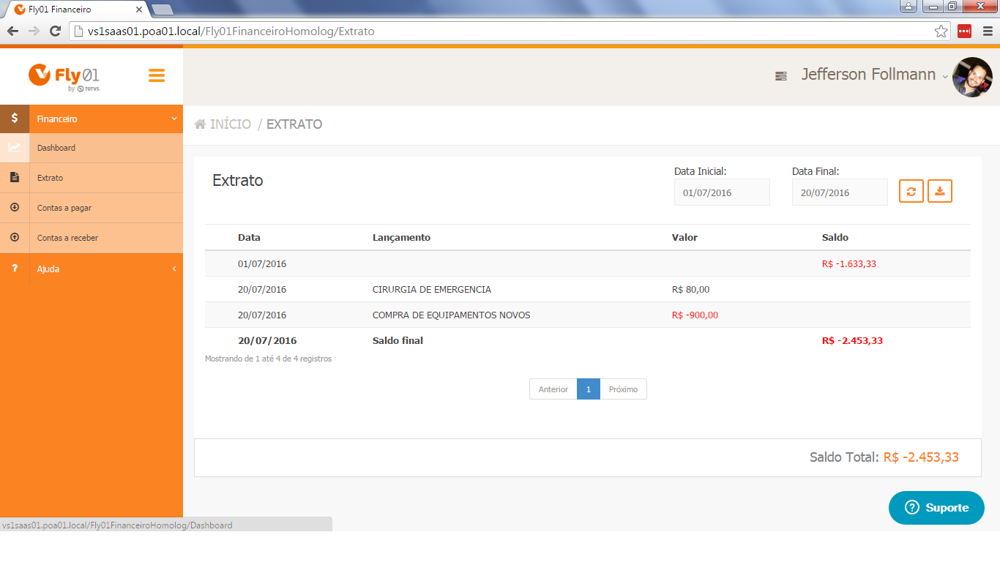 Fly01 Financeiro
vs1saas01.poa01.local/Fly01FinanceiroHomolog/Extrato
Fly01
by TOTVS
Jefferson Follmann
$ Financeiro
Dashboard
Extrato
Contas a pagar
Contas a receber
? Ajuda
INÍCIO / EXTRATO
Extrato
Data Inicial: Data Final:
01/07/2016 20/07/2016
Data Lançamento Valor Saldo
01/07/2016 R$ -1.633,33
20/07/2016 CIRURGIA DE EMERGENCIA R$ 80,00
20/07/2016 COMPRA DE EQUIPAMENTOS NOVOS R$ -900,00
20/07/2016 Saldo final R$ -2.453,33
Mostrando de 1 até 4 de 4 registros
Anterior 1 Próximo
Saldo Total: R$ -2.453,33
? Suporte
vs1saas01.poa01.local/Fly01FinanceiroHomolog/Dashboard